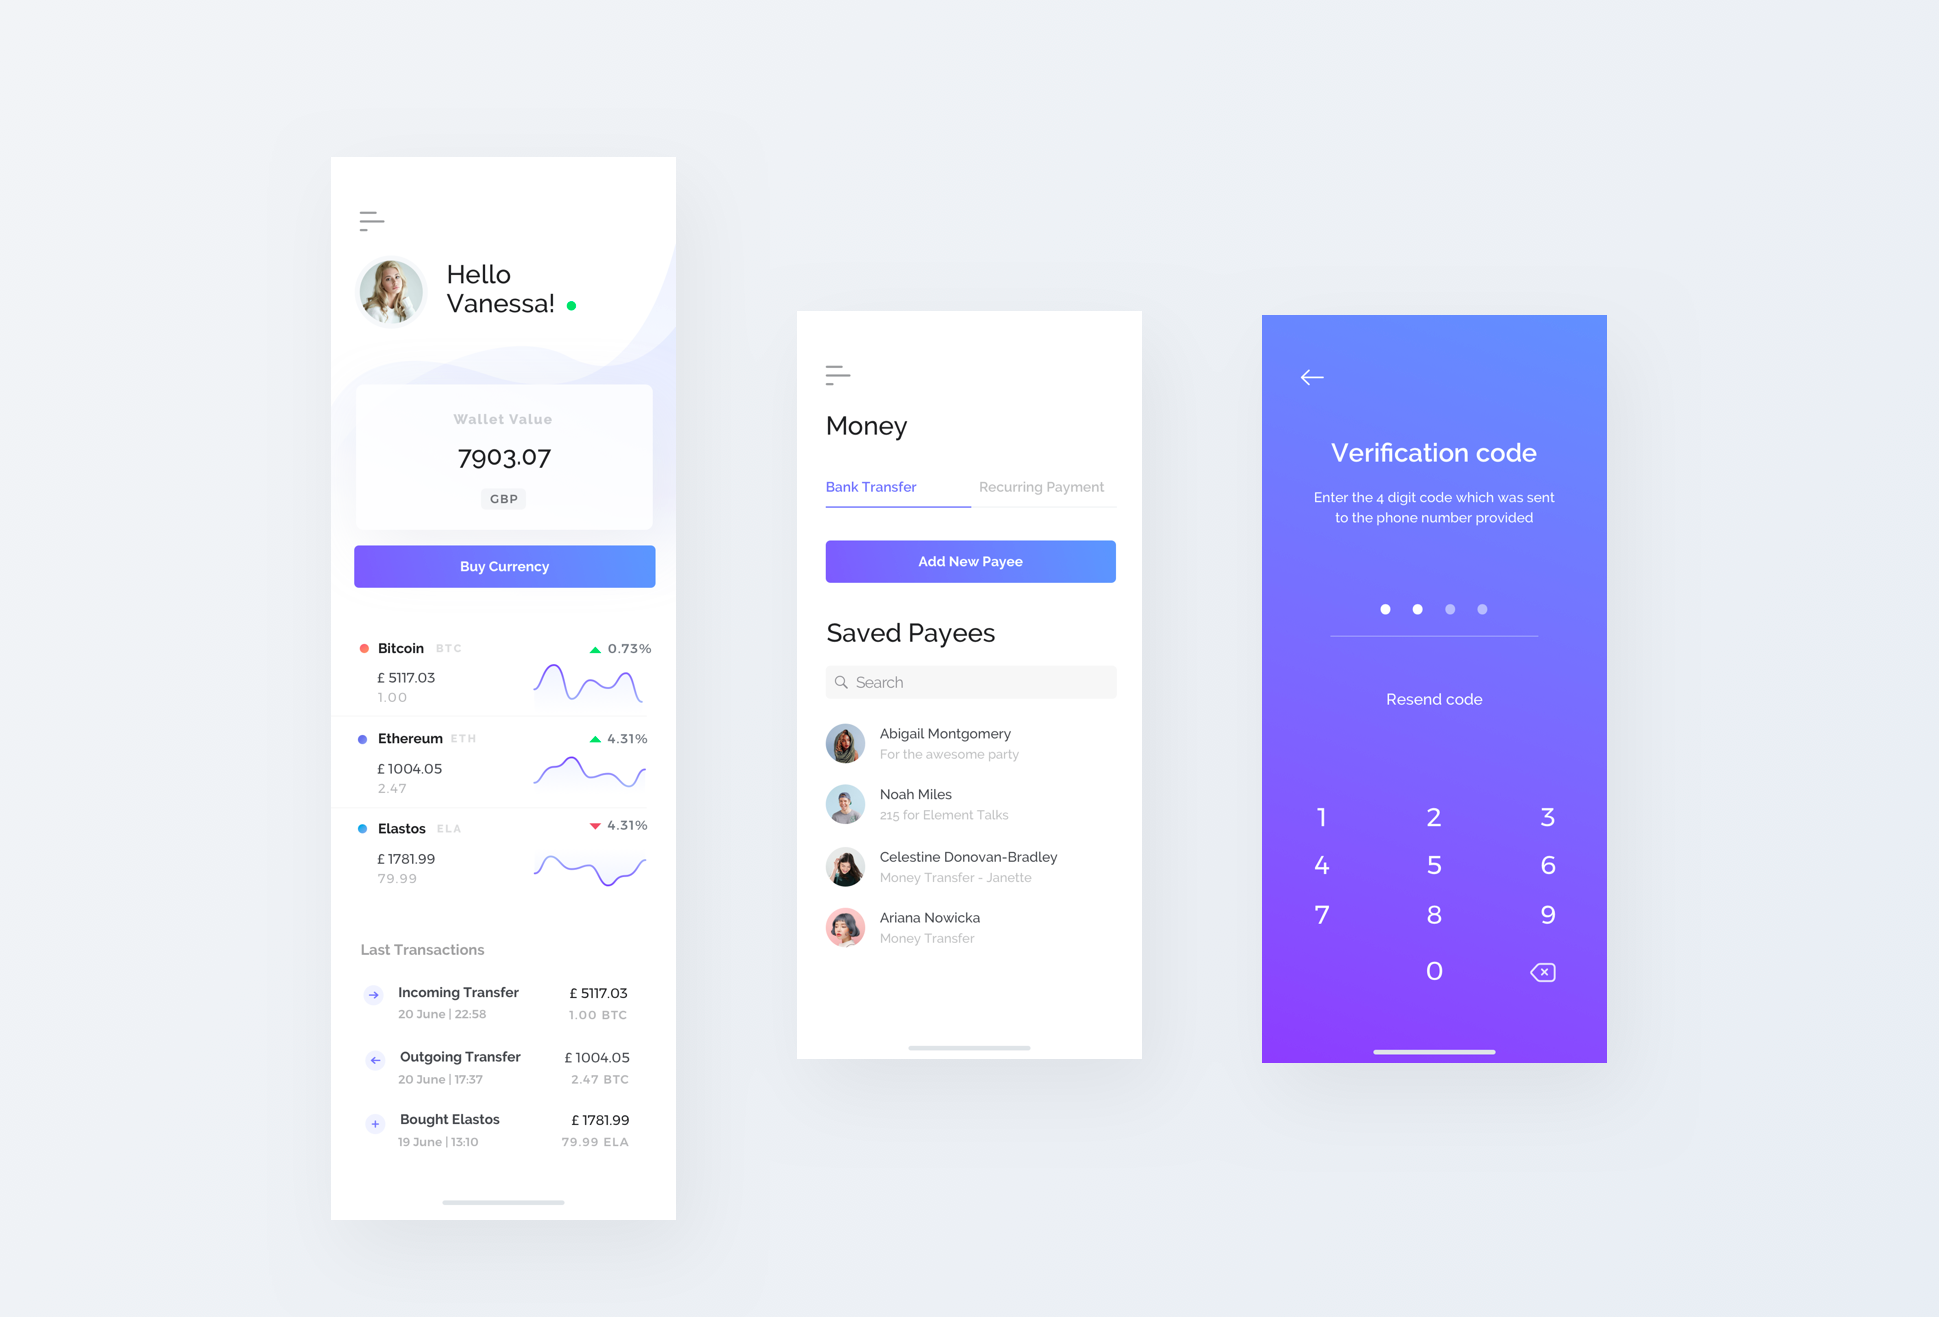 Hello
Vanessa!
Wallet Value
7903.07
GBP
Buy Currency
Bitcoin BTC 0.73%
£ 5117.03
1.00
Ethereum ETH 4.31%
£ 1004.05
2.47
Elastos ELA 4.31%
£ 1781.99
79.99
Last Transactions
Incoming Transfer £ 5117.03
20 June | 22:58 1.00 BTC
Outgoing Transfer £ 1004.05
20 June | 17:37 2.47 BTC
Bought Elastos £ 1781.99
19 June | 13:10 79.99 ELA
Money
Bank Transfer Recurring Payment
Add New Payee
Saved Payees
Search
Abigail Montgomery
For the awesome party
Noah Miles
215 for Element Talks
Celestine Donovan-Bradley
Money Transfer - Janette
Ariana Nowicka
Money Transfer
Verification code
Enter the 4 digit code which was sent
to the phone number provided
Resend code
1 2 3
4 5 6
7 8 9
0